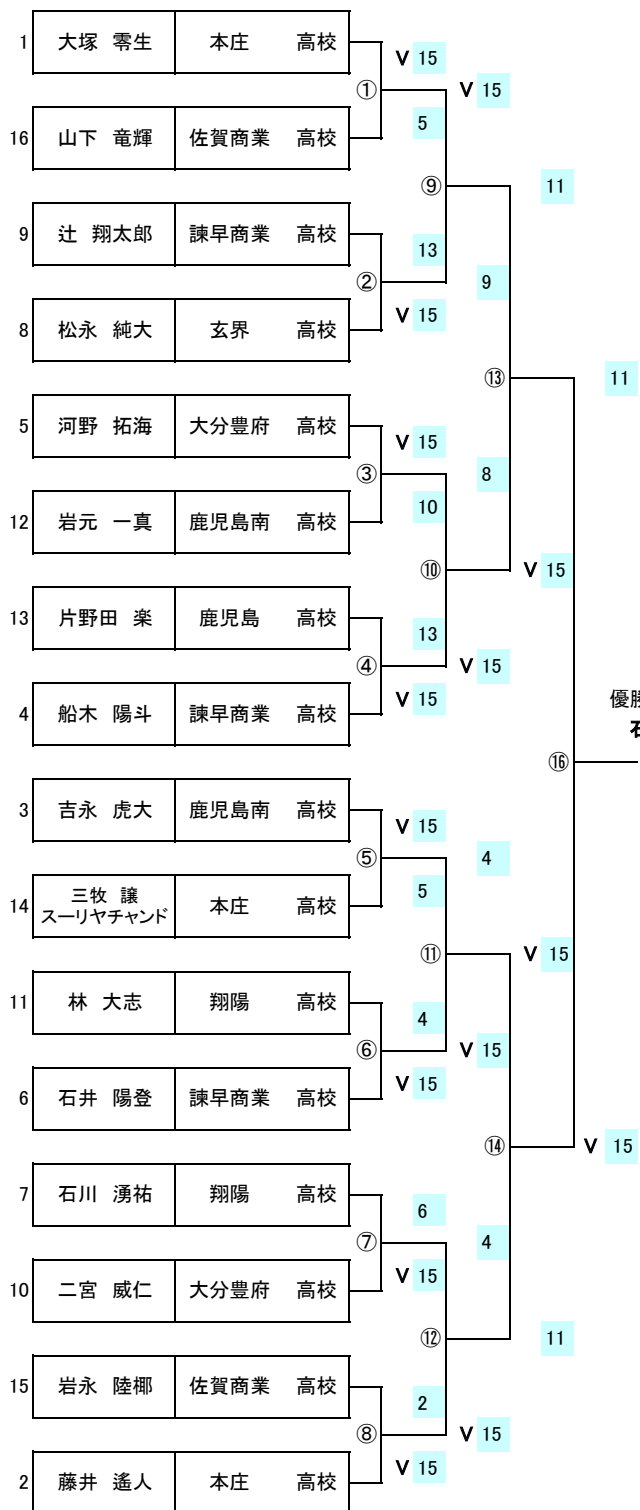 1 大塚 零生 本庄 高校
V 15
① V 15
5
16 山下 竜輝 佐賀商業 高校
⑨ 11
9 辻 翔太郎 諫早商業 高校
13
② 9
8 松永 純大 玄界 高校
V 15
⑬ 11
5 河野 拓海 大分豊府 高校
V 15
③ 8
10
12 岩元 一真 鹿児島南 高校
⑩ V 15
13 片野田 楽 鹿児島 高校
13
④ V 15
4 船木 陽斗 諫早商業 高校
V 15
優勝
石
⑯
3 吉永 虎大 鹿児島南 高校
V 15
⑤ 4
5
14 三牧 譲
スーリヤチャンド 本庄 高校
⑪ V 15
11 林 大志 翔陽 高校
4
⑥ V 15
6 石井 陽登 諫早商業 高校
V 15
⑭ V 15
7 石川 湧祐 翔陽 高校
6
⑦ 4
V 15
10 二宮 威仁 大分豊府 高校
⑫ 11
15 岩永 陸椰 佐賀商業 高校
2
⑧ V 15
2 藤井 遙人 本庄 高校
V 15